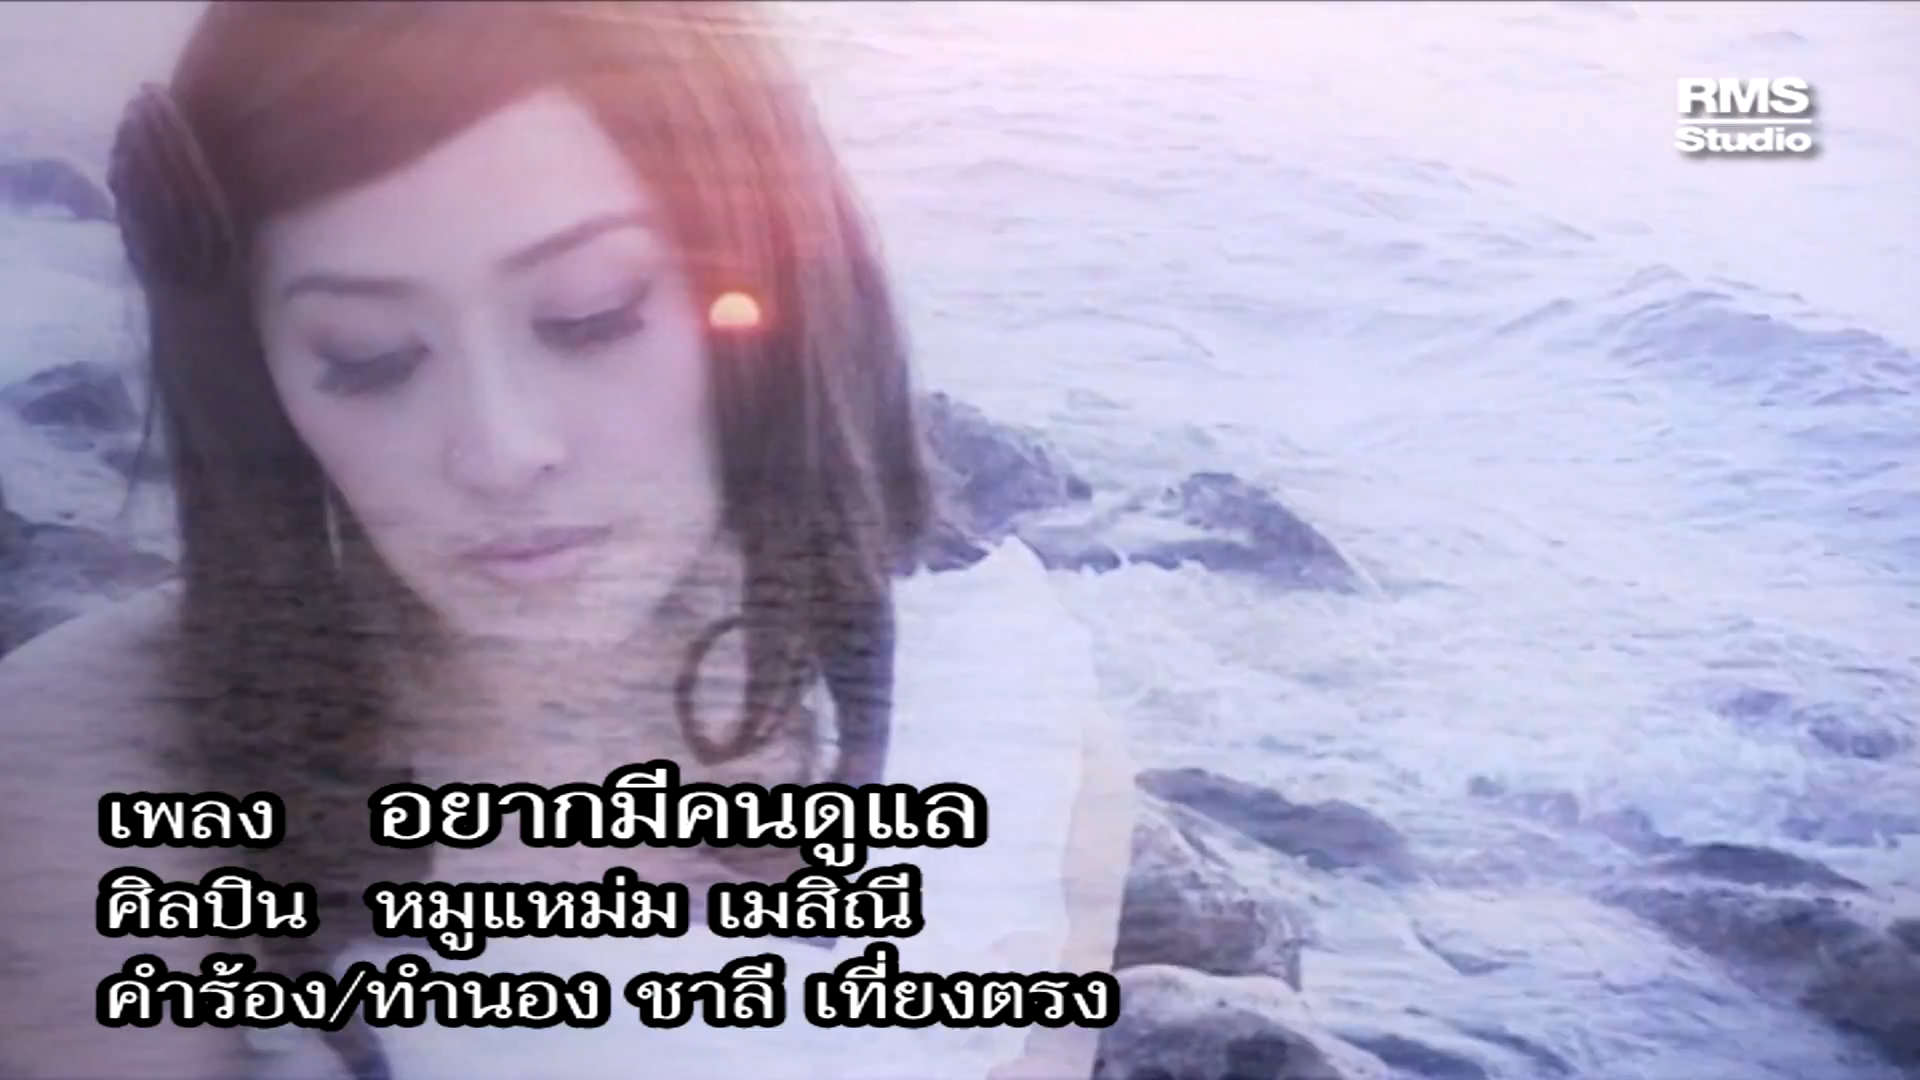 RMS
Studio
เพลง อยากมีคนดูแล
ศิลปิน หมูแหม่ม เมสิณี
คำร้อง/ทำนอง ชาลี เที่ยงตรง